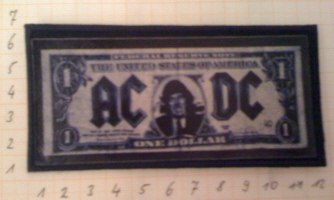 7
6
5
4
3
2
1
FEDERAL RESERVE NOTE
THE UNITED STATES OF AMERICA
1 1
AC DC
1 1
ONE DOLLAR
1 2 3 4 5 6 7 8 9 10 11 12